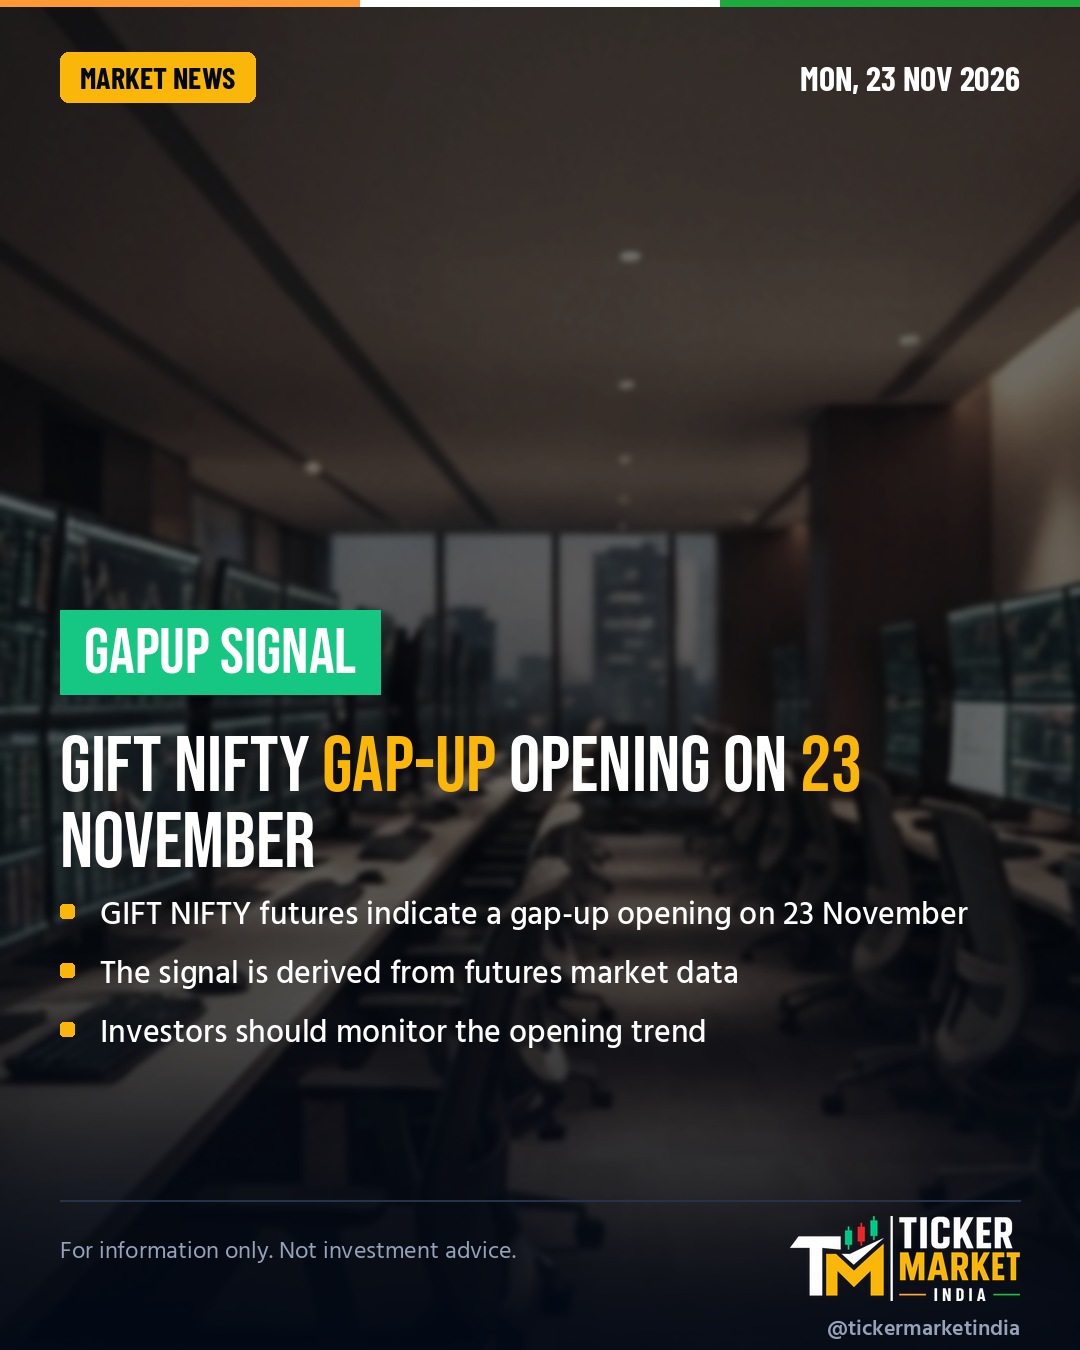 MARKET NEWS
MON, 23 NOV 2026
GAPUP SIGNAL
GIFT NIFTY GAP-UP OPENING ON 23
NOVEMBER
GIFT NIFTY futures indicate a gap-up opening on 23 November
The signal is derived from futures market data
Investors should monitor the opening trend
For information only. Not investment advice.
TM
TICKER
MARKET
INDIA
@tickermarketindia